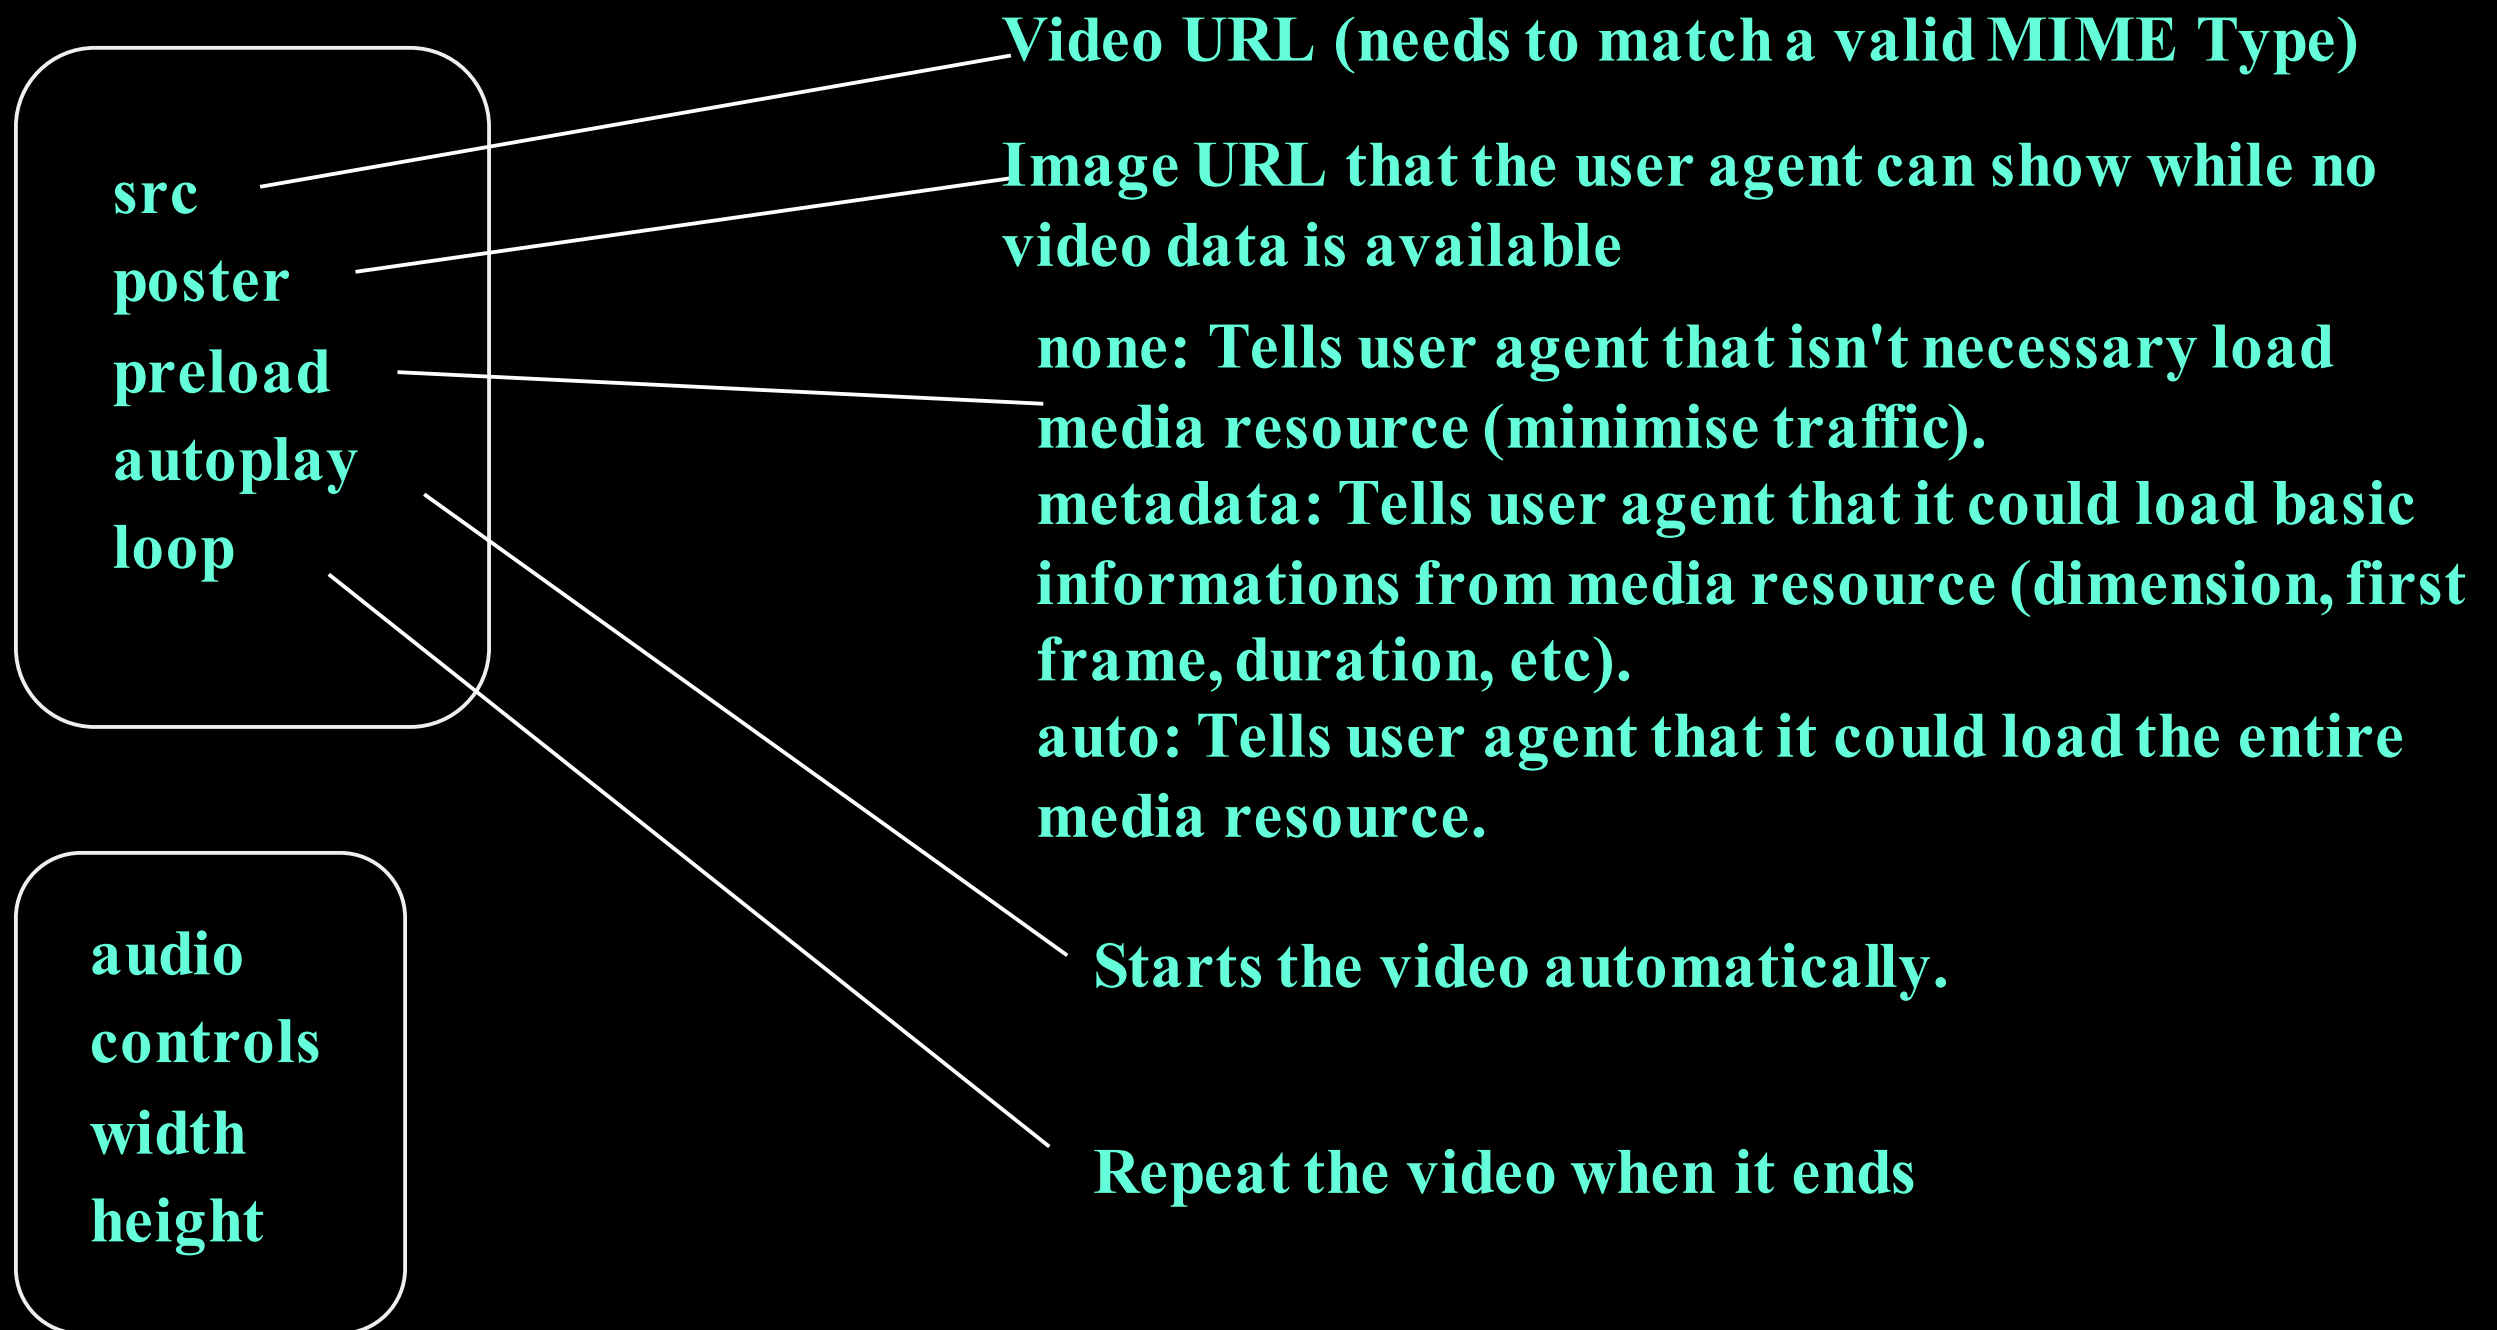 src
poster
preload
autoplay
loop
audio
controls
width
height
Video URL (needs to match a valid MIME Type)
Image URL that the user agent can show while no
video data is available
none: Tells user agent that isn't necessary load
media resource (minimise traffic).
metadata: Tells user agent that it could load basic
informations from media resource (dimension, first
frame, duration, etc).
auto: Tells user agent that it could load the entire
media resource.
Starts the video automatically.
Repeat the video when it ends